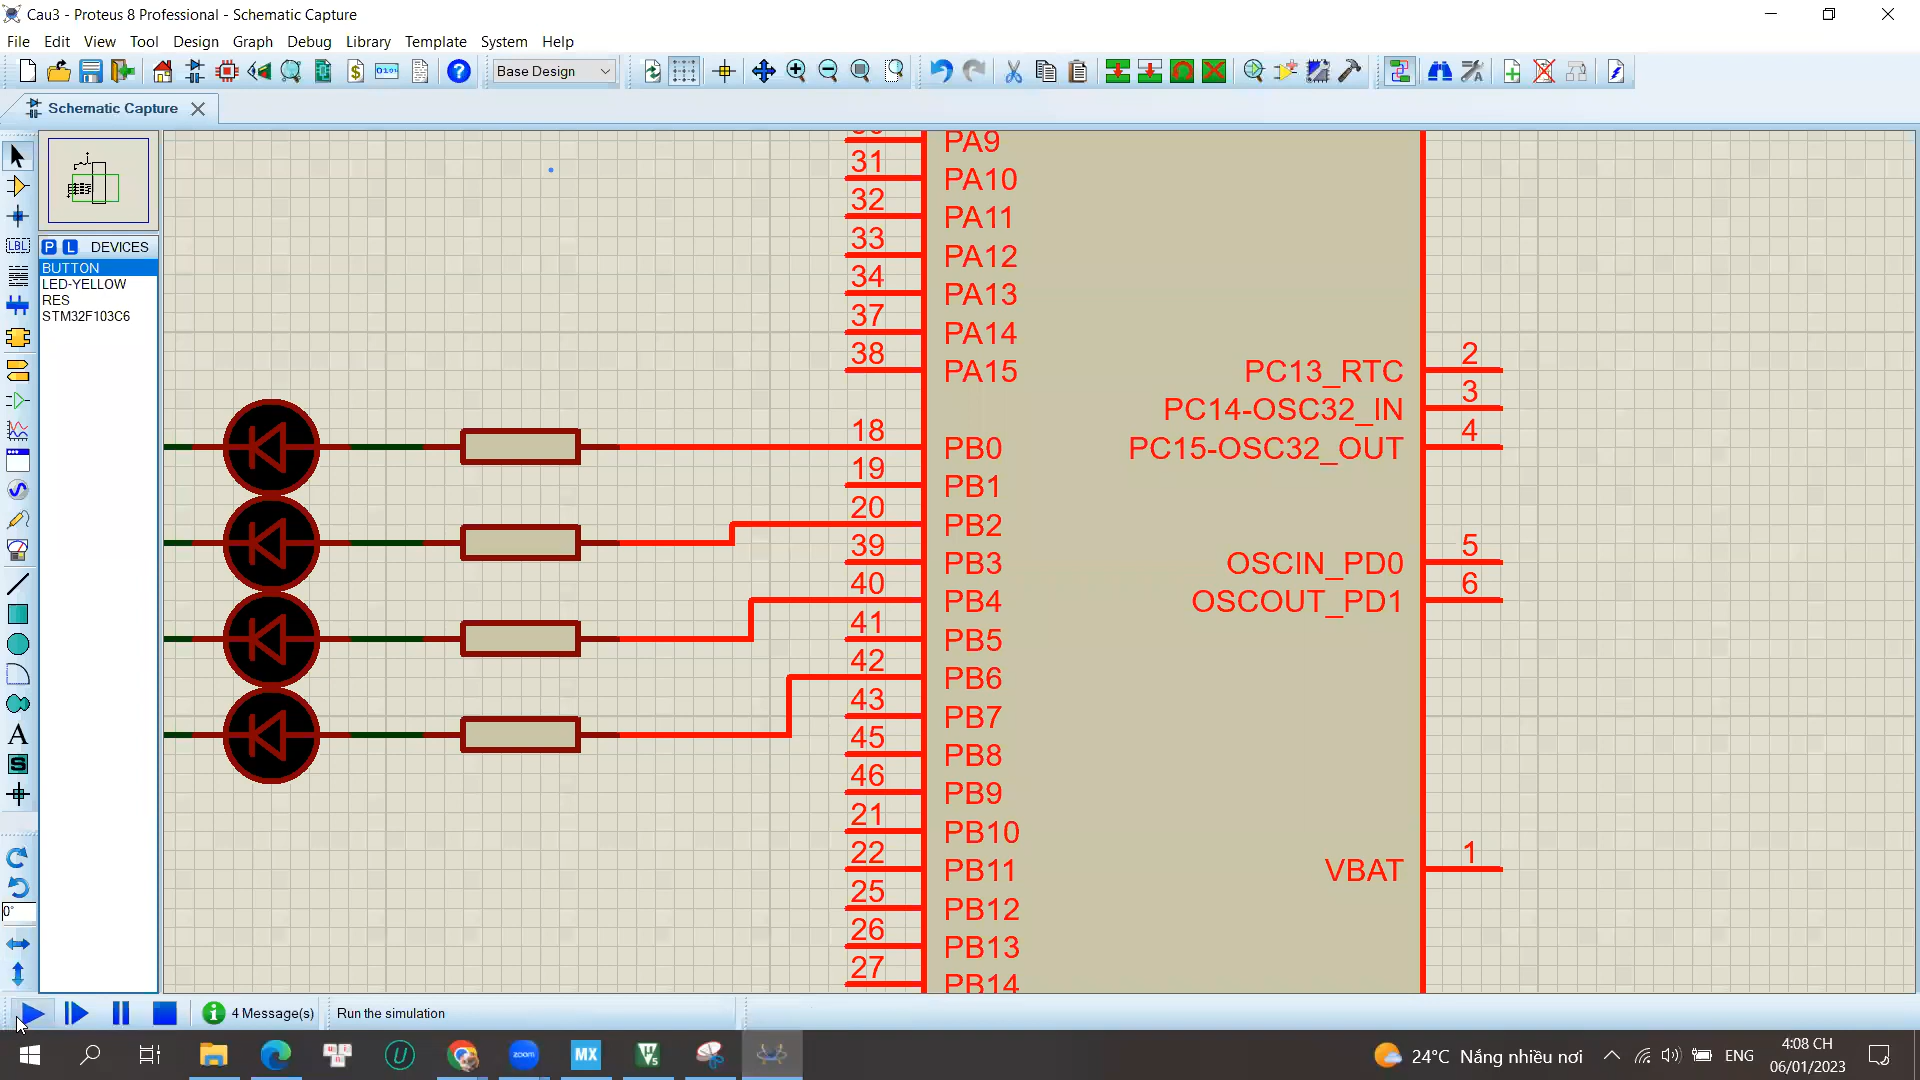 Cau3 - Proteus 8 Professional - Schematic Capture
File Edit View Tool Design Graph Debug Library Template System Help
Base Design
Schematic Capture
P L DEVICES
BUTTON
LED-YELLOW
RES
STM32F103C6
LBL
A
S
0°
PA9
31 PA10
32 PA11
33 PA12
34 PA13
37 PA14
38 PA15
18 PB0
19 PB1
20 PB2
39 PB3
40 PB4
41 PB5
42 PB6
43 PB7
45 PB8
46 PB9
21 PB10
22 PB11
25 PB12
26 PB13
27 PB14
PC13_RTC 2
PC14-OSC32_IN 3
PC15-OSC32_OUT 4
OSCIN_PD0 5
OSCOUT_PD1 6
VBAT 1
4 Message(s) Run the simulation
zoom
MX
24°C Nắng nhiều nơi
ENG
4:08 CH
06/01/2023